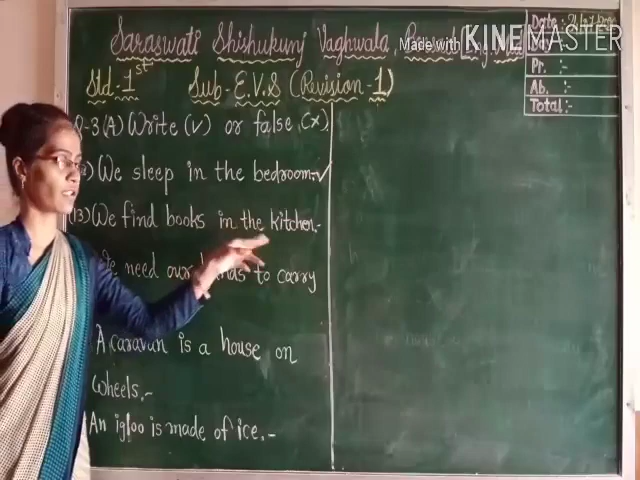 Saraswati Shishukunj Vaghwala,
Made with KINEMASTER
Date:-
Pr. :-
Ab. :-
Total:-
Std-1st Sub-E.V.S (Revision-1)
Q-3(A) Write (√) or false, (x).
We sleep in the bedroom.-√
(13) We find books in the kitchen.-
need our hands to carry
A caravan is a house on
wheels.-
An igloo is made of ice.-